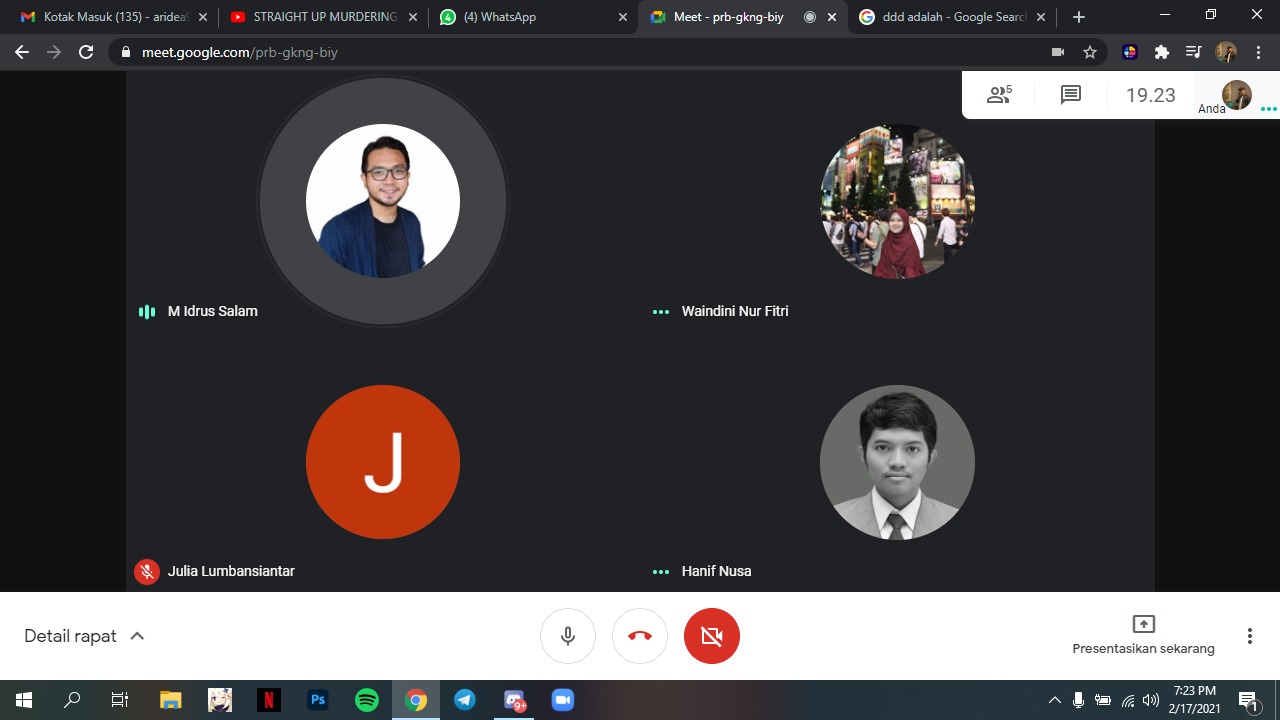 Kotak Masuk (135) - aridea9
STRAIGHT UP MURDERING
(4) WhatsApp
Meet - prb-gkng-biy
ddd adalah - Google Search
meet.google.com/prb-gkng-biy
5
19.23
Anda
M Idrus Salam
Waindini Nur Fitri
J
Julia Lumbansiantar
Hanif Nusa
Detail rapat
Presentasikan sekarang
N
Ps
9+
7:23 PM
2/17/2021
1